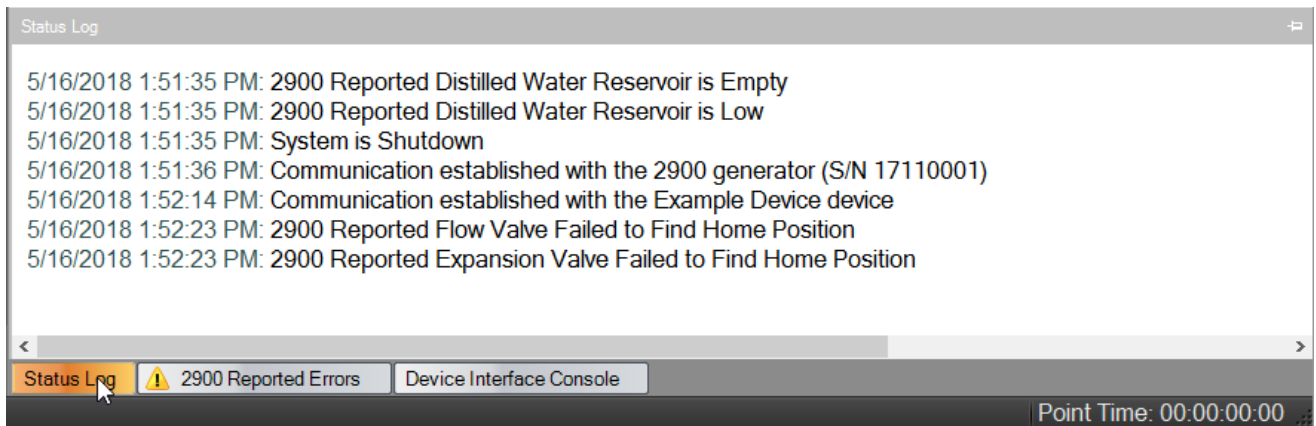 Status Log
5/16/2018 1:51:35 PM: 2900 Reported Distilled Water Reservoir is Empty
5/16/2018 1:51:35 PM: 2900 Reported Distilled Water Reservoir is Low
5/16/2018 1:51:35 PM: System is Shutdown
5/16/2018 1:51:36 PM: Communication established with the 2900 generator (S/N 17110001)
5/16/2018 1:52:14 PM: Communication established with the Example Device device
5/16/2018 1:52:23 PM: 2900 Reported Flow Valve Failed to Find Home Position
5/16/2018 1:52:23 PM: 2900 Reported Expansion Valve Failed to Find Home Position
Status Log 2900 Reported Errors Device Interface Console
Point Time: 00:00:00:00